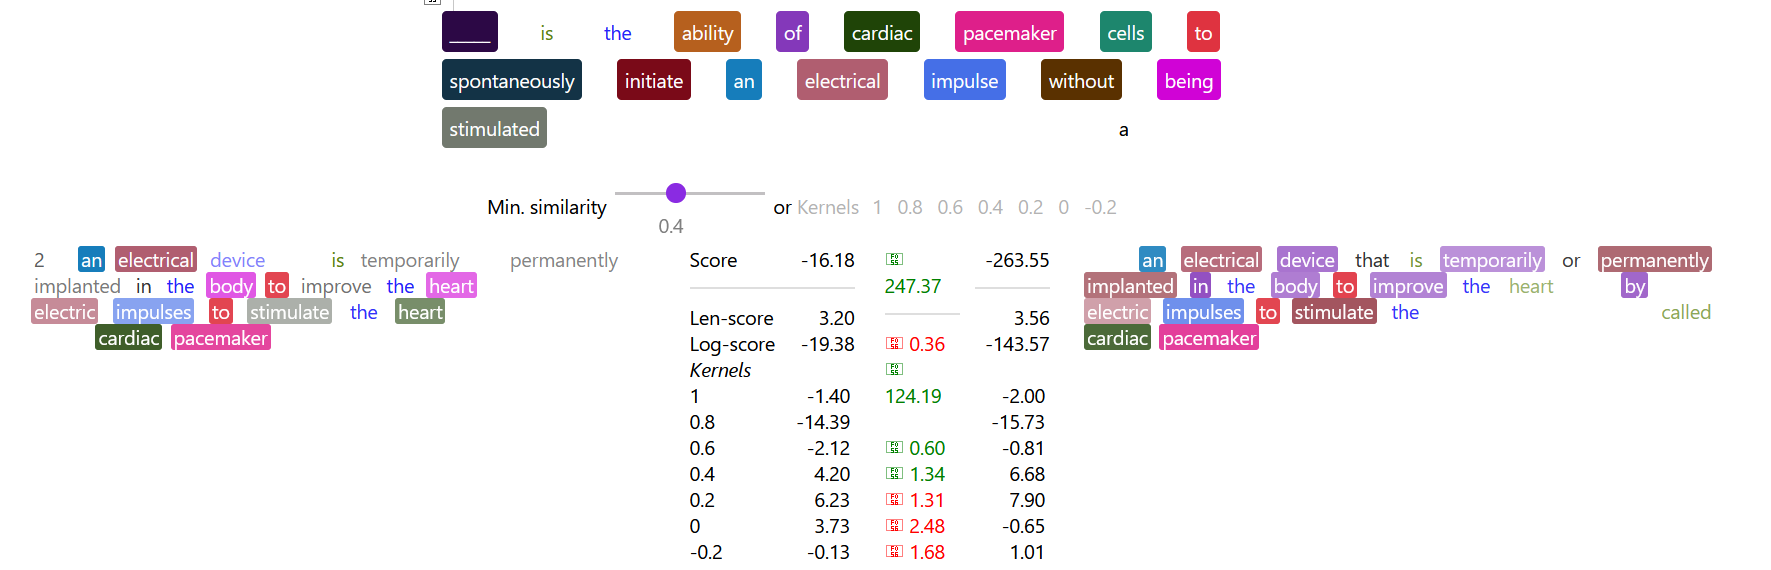 ____ is the ability of cardiac pacemaker cells to
spontaneously initiate an electrical impulse without being
stimulated a
Min. similarity or Kernels 1 0.8 0.6 0.4 0.2 0 -0.2
0.4
2 an electrical device is temporarily permanently
implanted in the body to improve the heart
electric impulses to stimulate the heart
cardiac pacemaker
Score -16.18 -263.55
247.37
Len-score 3.20 3.56
Log-score -19.38 0.36 -143.57
Kernels
1 -1.40 124.19 -2.00
0.8 -14.39 -15.73
0.6 -2.12 0.60 -0.81
0.4 4.20 1.34 6.68
0.2 6.23 1.31 7.90
0 3.73 2.48 -0.65
-0.2 -0.13 1.68 1.01
an electrical device that is temporarily or permanently
implanted in the body to improve the heart by
electric impulses to stimulate the called
cardiac pacemaker